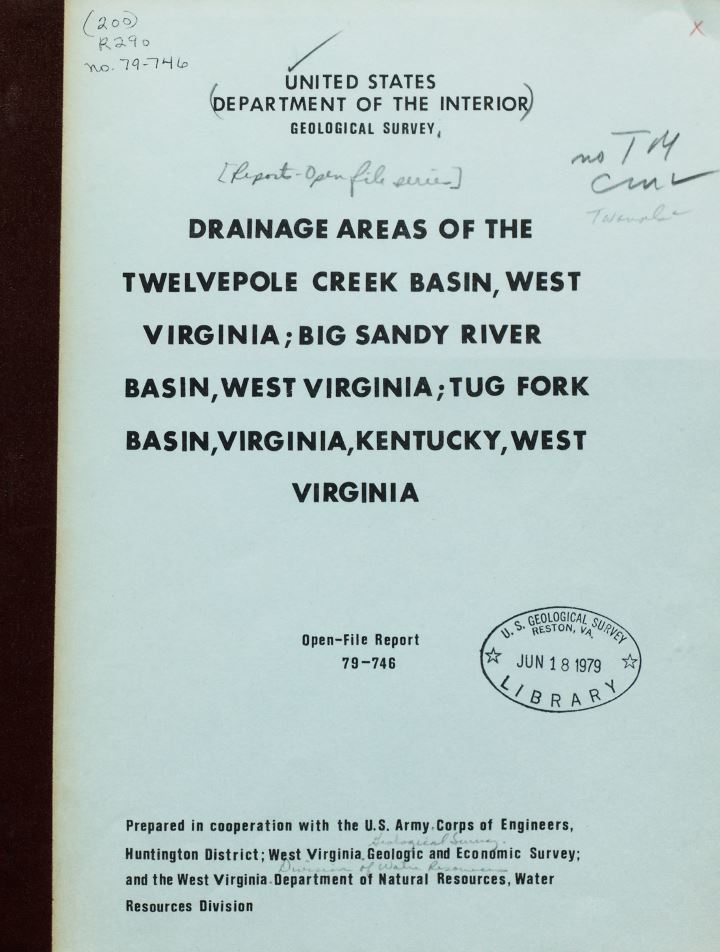 (200)
R290
no. 79-746
X
UNITED STATES
(DEPARTMENT OF THE INTERIOR)
GEOLOGICAL SURVEY,
[Reports-Open file series]
no TM
DRAINAGE AREAS OF THE
TWELVEPOLE CREEK BASIN, WEST
VIRGINIA; BIG SANDY RIVER
BASIN, WEST VIRGINIA; TUG FORK
BASIN, VIRGINIA, KENTUCKY, WEST
VIRGINIA
Open-File Report
79-746
U. S. GEOLOGICAL SURVEY
RESTON, VA.
JUN 18 1979
LIBRARY
Prepared in cooperation with the U.S. Army Corps of Engineers,
Geological Survey.
Huntington District; West Virginia Geologic and Economic Survey;
Division of Water Resources
and the West Virginia Department of Natural Resources, Water
Resources Division